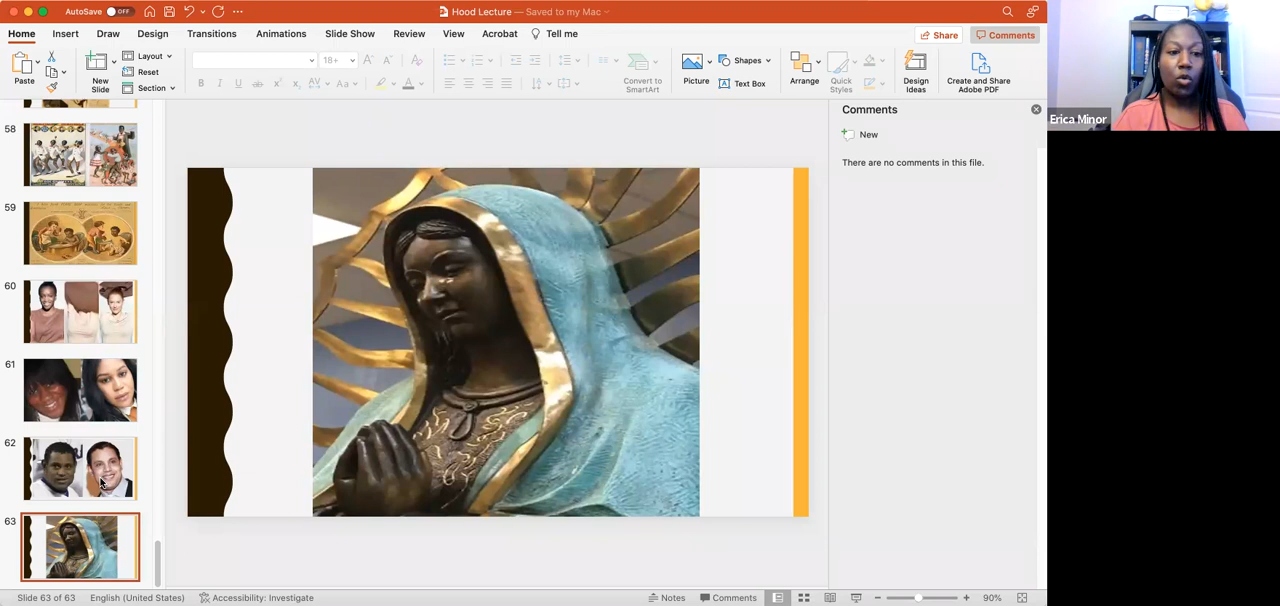 AutoSave OFF
Hood Lecture — Saved to my Mac
Home Insert Draw Design Transitions Animations Slide Show Review View Acrobat Tell me
Share Comments
Paste
New Slide
Layout
Reset
Section
18+
Convert to SmartArt
Picture
Shapes
Text Box
Arrange
Quick Styles
Design Ideas
Create and Share Adobe PDF
58
59
60
61
62
63
Comments
New
There are no comments in this file.
Erica Minor
Slide 63 of 63 English (United States) Accessibility: Investigate Notes Comments 90%